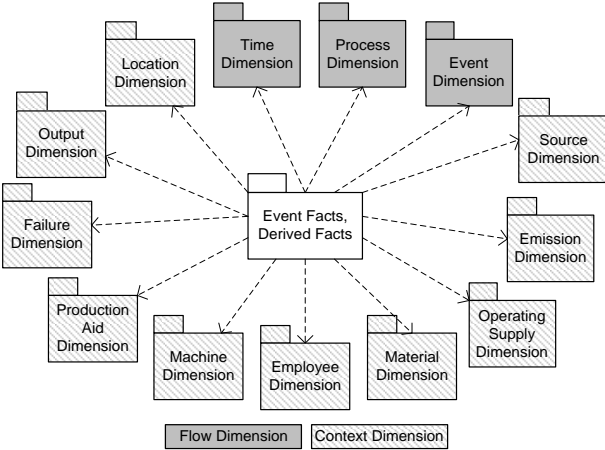 Time
Dimension
Process
Dimension
Event
Dimension
Location
Dimension
Output
Dimension
Source
Dimension
Failure
Dimension
Event Facts,
Derived Facts
Emission
Dimension
Production
Aid
Dimension
Machine
Dimension
Employee
Dimension
Material
Dimension
Operating
Supply
Dimension
Flow Dimension
Context Dimension